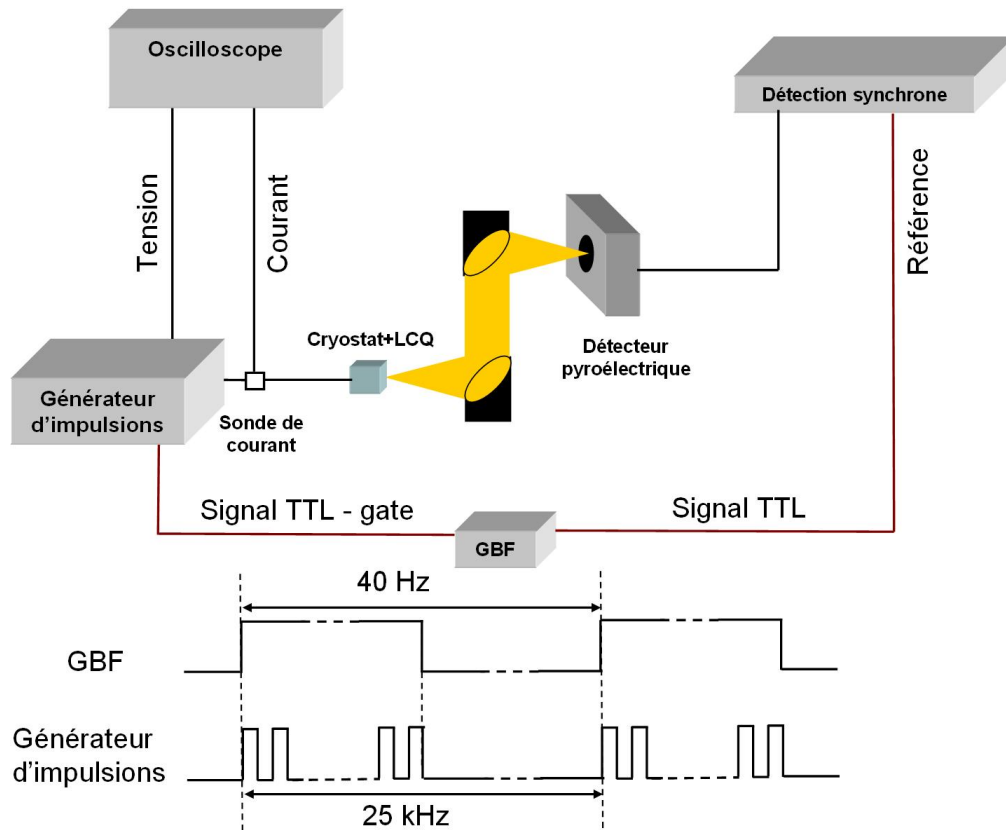 Oscilloscope
Détection synchrone
Tension
Courant
Référence
Cryostat+LCQ
Détecteur
pyroélectrique
Générateur
d'impulsions
Sonde de
courant
Signal TTL - gate
Signal TTL
GBF
40 Hz
GBF
Générateur
d'impulsions
25 kHz